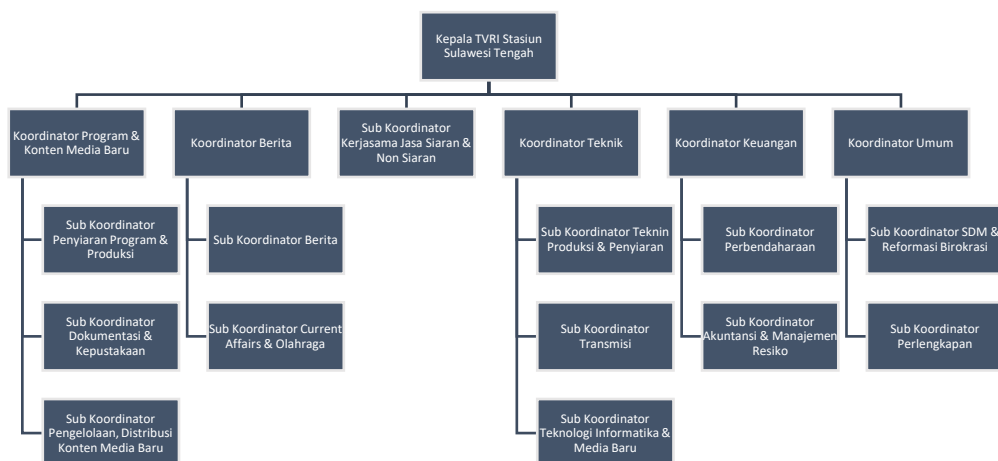 Kepala TVRI Stasiun
Sulawesi Tengah
Koordinator Program &
Konten Media Baru
Koordinator Berita
Sub Koordinator
Kerjasama Jasa Siaran &
Non Siaran
Koordinator Teknik
Koordinator Keuangan
Koordinator Umum
Sub Koordinator
Penyiaran Program &
Produksi
Sub Koordinator Berita
Sub Koordinator Teknin
Produksi & Penyiaran
Sub Koordinator
Perbendaharaan
Sub Koordinator SDM &
Reformasi Birokrasi
Sub Koordinator
Dokumentasi &
Kepustakaan
Sub Koordinator Current
Affairs & Olahraga
Sub Koordinator
Transmisi
Sub Koordinator
Akuntansi & Manajemen
Resiko
Sub Koordinator
Perlengkapan
Sub Koordinator
Pengelolaan, Distribusi
Konten Media Baru
Sub Koordinator
Teknologi Informatika &
Media Baru